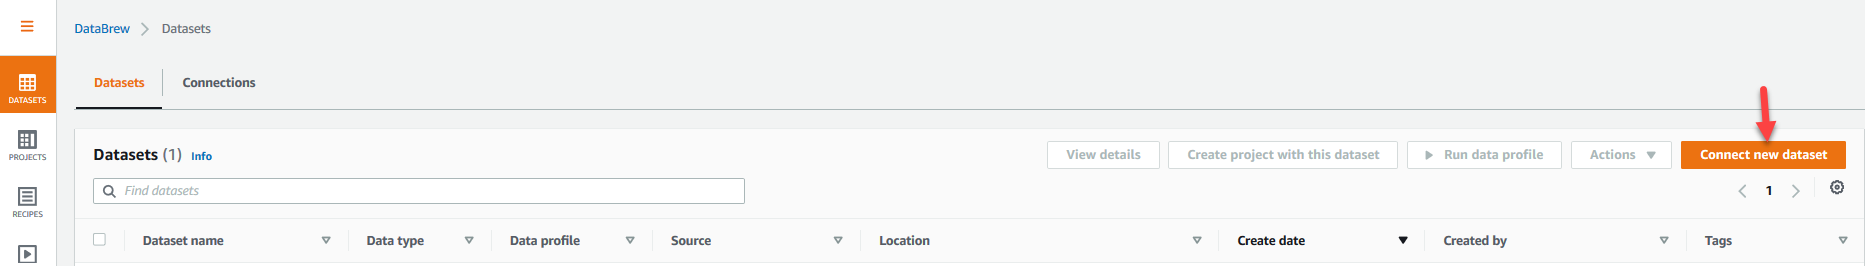 DataBrew > Datasets
Datasets
Connections
DATASETS
PROJECTS
RECIPES
Datasets (1) Info
View details
Create project with this dataset
Run data profile
Actions
Connect new dataset
Find datasets
1
Dataset name
Data type
Data profile
Source
Location
Create date
Created by
Tags